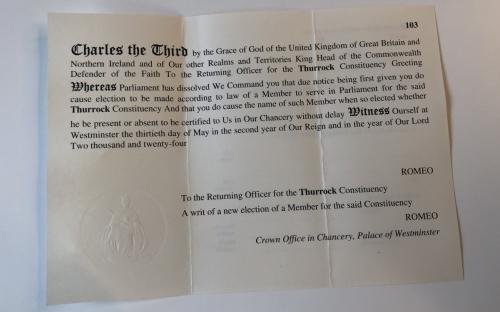 103
Charles the Third by the Grace of God of the United Kingdom of Great Britain and
Northern Ireland and of Our other Realms and Territories King Head of the Commonwealth
Defender of the Faith To the Returning Officer for the Thurrock Constituency Greeting
Whereas Parliament has dissolved We Command you that due notice being first given you do
cause election to be made according to law of a Member to serve in Parliament for the said
Thurrock Constituency And that you do cause the name of such Member when so elected whether
he be present or absent to be certified to Us in Our Chancery without delay Witness Ourself at
Westminster the thirtieth day of May in the second year of Our Reign and in the year of Our Lord
Two thousand and twenty-four
ROMEO
To the Returning Officer for the Thurrock Constituency
A writ of a new election of a Member for the said Constituency
ROMEO
Crown Office in Chancery, Palace of Westminster